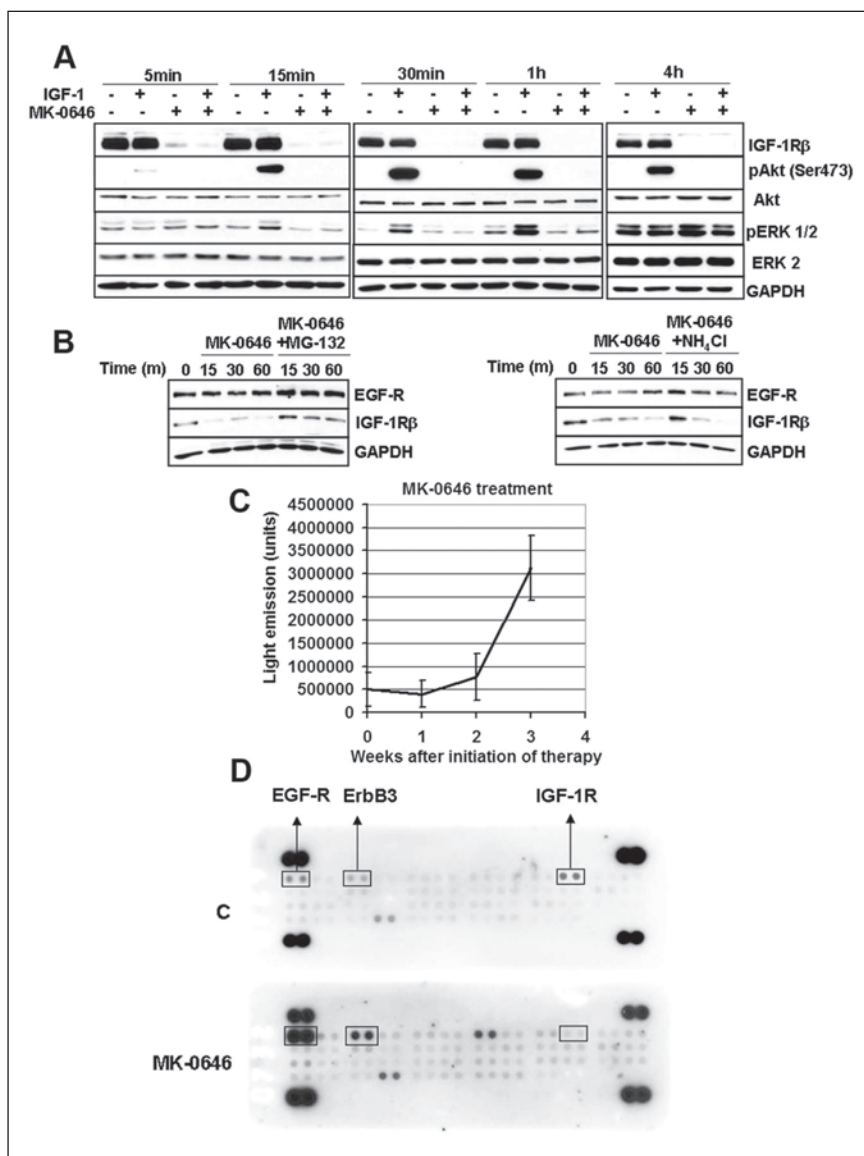 A
5min 15min 30min 1h 4h
IGF-1 - + - + - + - + - + - + - + - + - + - +
MK-0646 - - + + - - + + - - + + - - + + - - + +
IGF-1Rβ
pAkt (Ser473)
Akt
pERK 1/2
ERK 2
GAPDH
B
MK-0646
MK-0646
+MG-132
Time (m) 0 15 30 60 15 30 60
EGF-R
IGF-1Rβ
GAPDH
MK-0646
MK-0646
+NH₄Cl
Time (m) 0 15 30 60 15 30 60
EGF-R
IGF-1Rβ
GAPDH
C
MK-0646 treatment
Light emission (units)
4500000
4000000
3500000
3000000
2500000
2000000
1500000
1000000
500000
0
0 1 2 3 4
Weeks after initiation of therapy
D
EGF-R ErbB3 IGF-1R
C
MK-0646